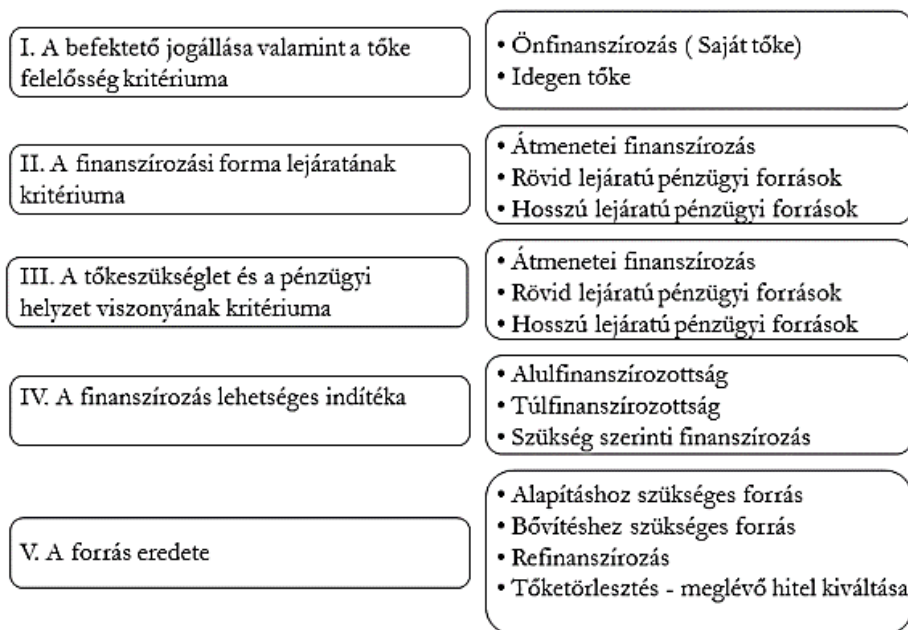 I. A befektető jogállása valamint a tőke
felelősség kritériuma
• Önfinanszírozás ( Saját tőke)
• Idegen tőke
II. A finanszírozási forma lejáratának
kritériuma
• Átmenetei finanszírozás
• Rövid lejáratú pénzügyi források
• Hosszú lejáratú pénzügyi források
III. A tőkeszükséglet és a pénzügyi
helyzet viszonyának kritériuma
• Átmenetei finanszírozás
• Rövid lejáratú pénzügyi források
• Hosszú lejáratú pénzügyi források
IV. A finanszírozás lehetséges indítéka
• Alulfinanszírozottság
• Túlfinanszírozottság
• Szükség szerinti finanszírozás
V. A forrás eredete
• Alapításhoz szükséges forrás
• Bővítéshez szükséges forrás
• Refinanszírozás
• Tőketörlesztés - meglévő hitel kiváltása